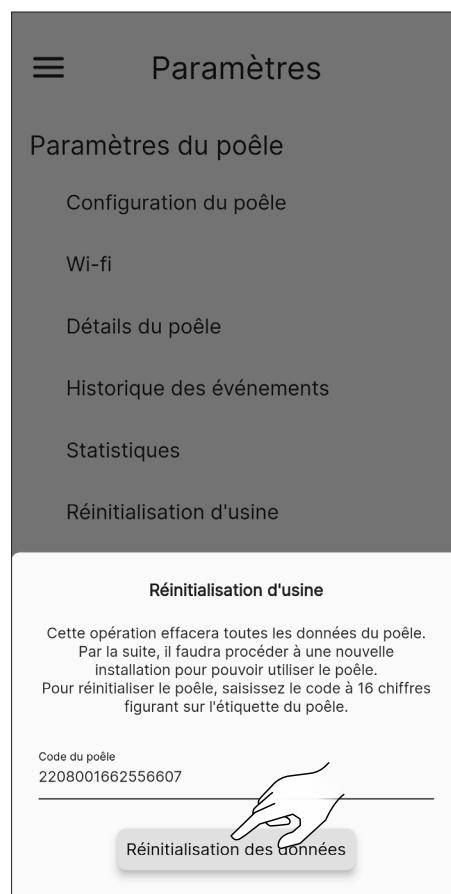 Paramètres
Paramètres du poêle
Configuration du poêle
Wi-fi
Détails du poêle
Historique des événements
Statistiques
Réinitialisation d'usine
Réinitialisation d'usine
Cette opération effacera toutes les données du poêle.
Par la suite, il faudra procéder à une nouvelle
installation pour pouvoir utiliser le poêle.
Pour réinitialiser le poêle, saisissez le code à 16 chiffres
figurant sur l'étiquette du poêle.
Code du poêle
2208001662556607
Réinitialisation des données